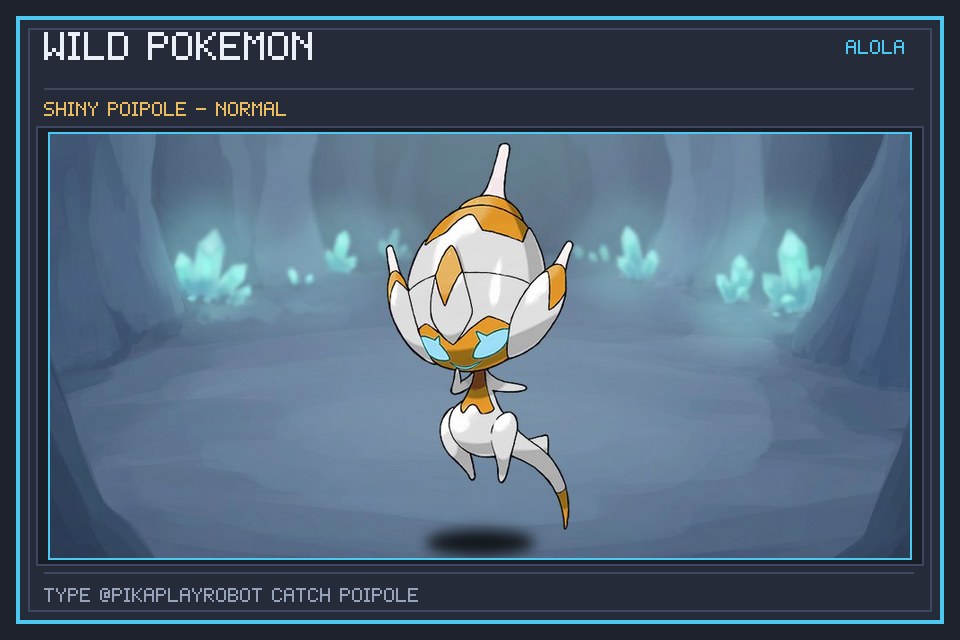 WILD POKEMON
ALOLA
SHINY POIPOLE - NORMAL
TYPE @PIKAPLAYROBOT CATCH POIPOLE